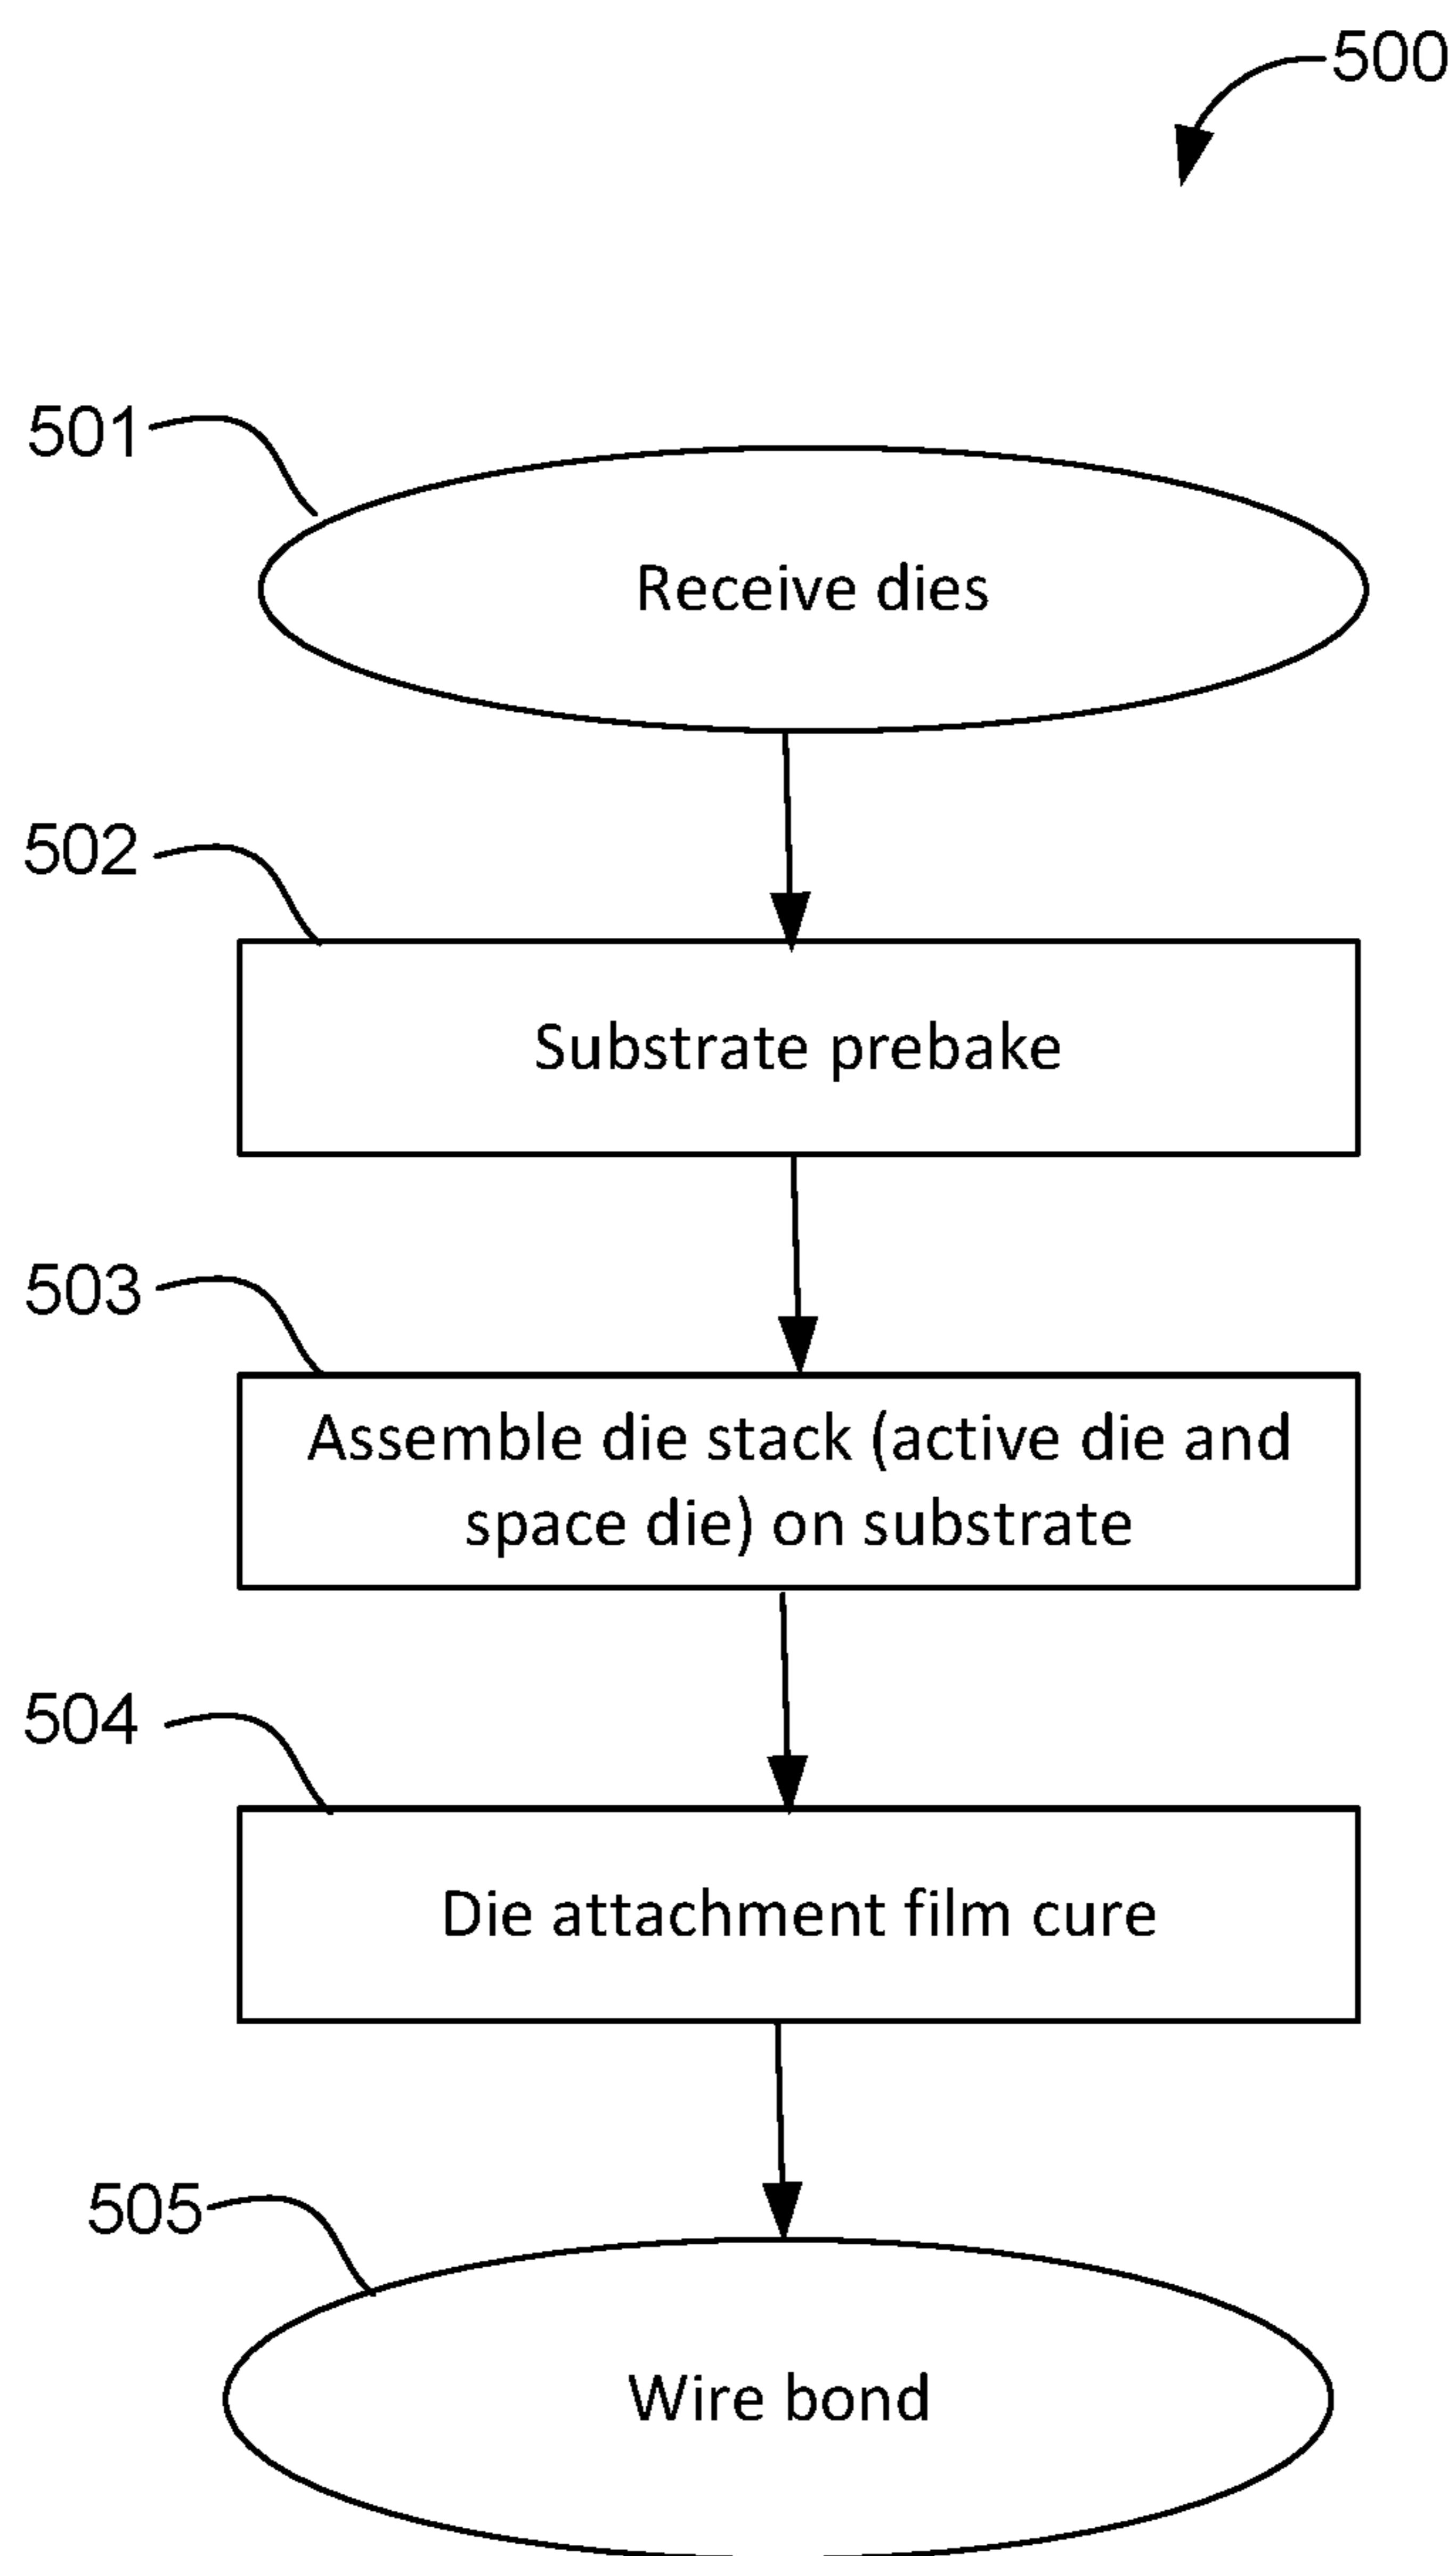 500
501
Receive dies
502
Substrate prebake
503
Assemble die stack (active die and
space die) on substrate
504
Die attachment film cure
505
Wire bond